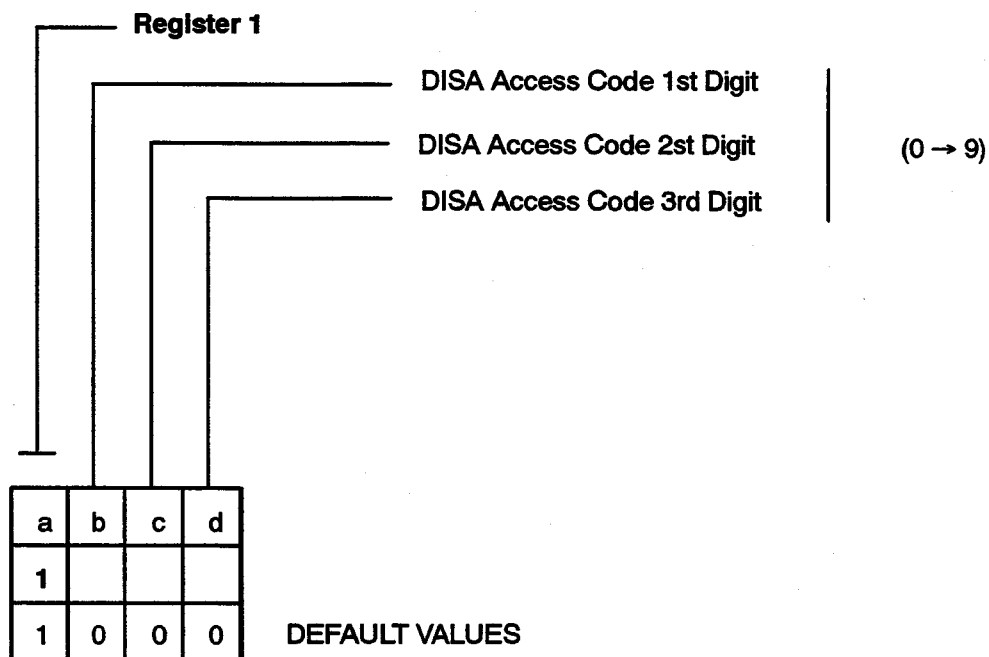 Register 1
DISA Access Code 1st Digit
DISA Access Code 2st Digit
(0 → 9)
DISA Access Code 3rd Digit
a b c d
1
1 0 0 0 DEFAULT VALUES